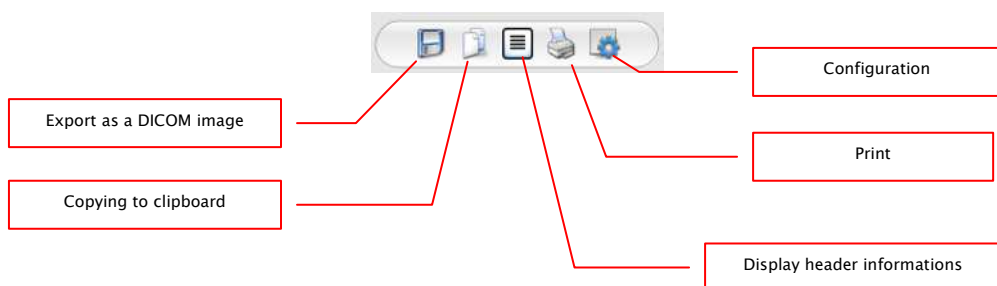 Configuration
Export as a DICOM image
Print
Copying to clipboard
Display header informations